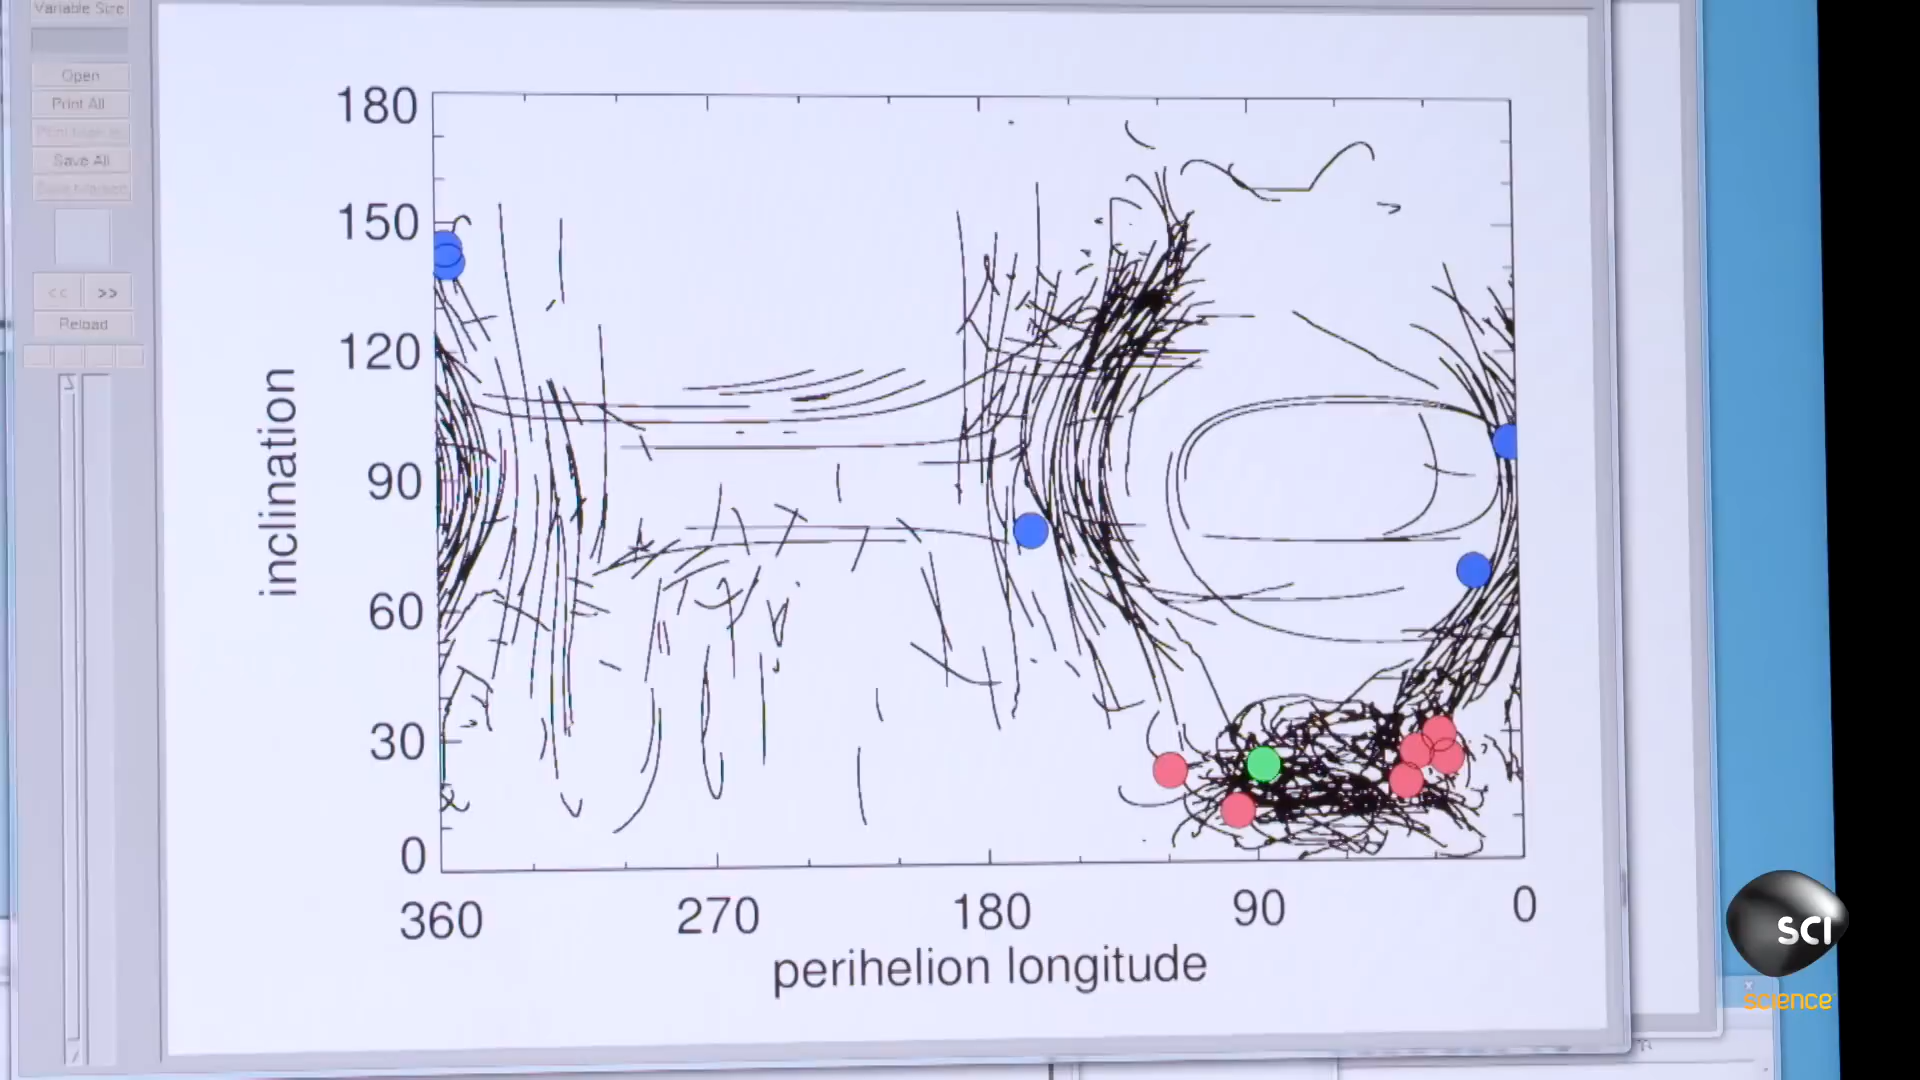 Variable Size
Open
Print All
Save All
<< >>
Reload
180
150
120
90
60
30
0
inclination
360 270 180 90 0
perihelion longitude
SCI
science